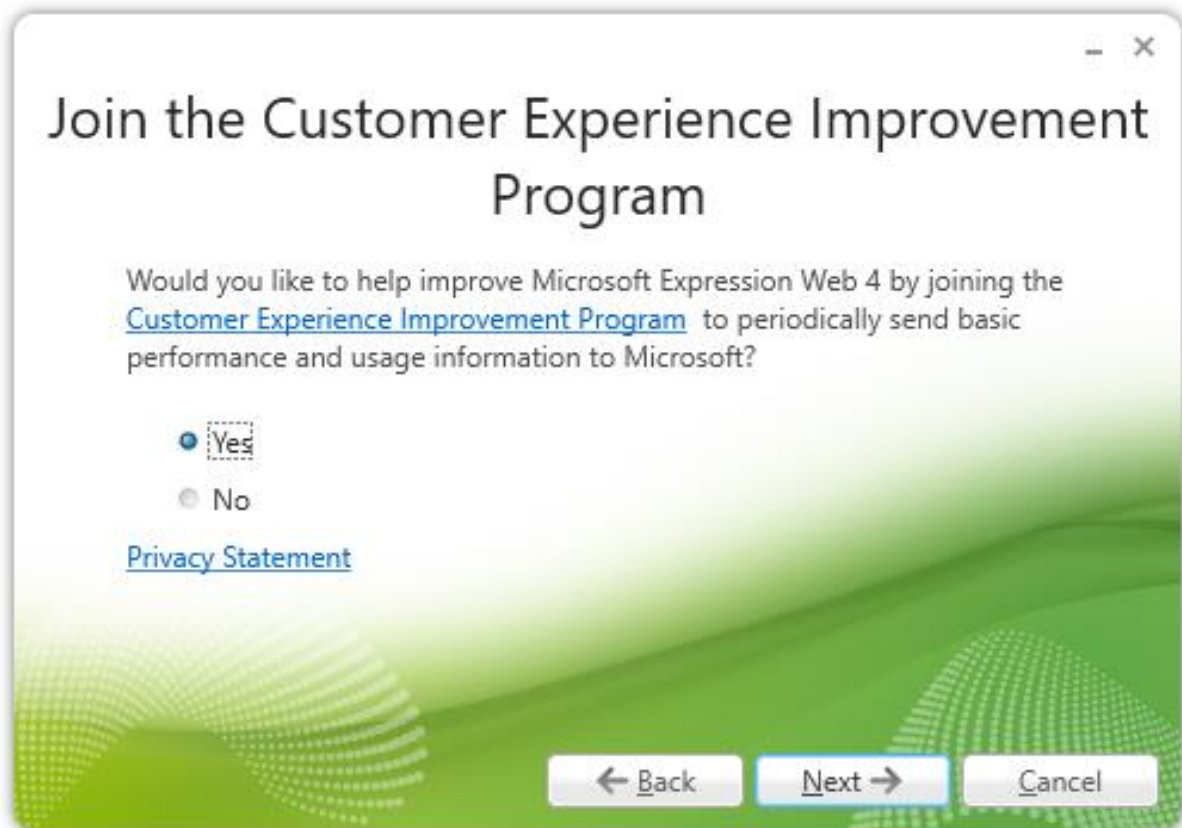 Join the Customer Experience Improvement
Program
Would you like to help improve Microsoft Expression Web 4 by joining the
Customer Experience Improvement Program to periodically send basic
performance and usage information to Microsoft?
Yes
No
Privacy Statement
Back Next Cancel